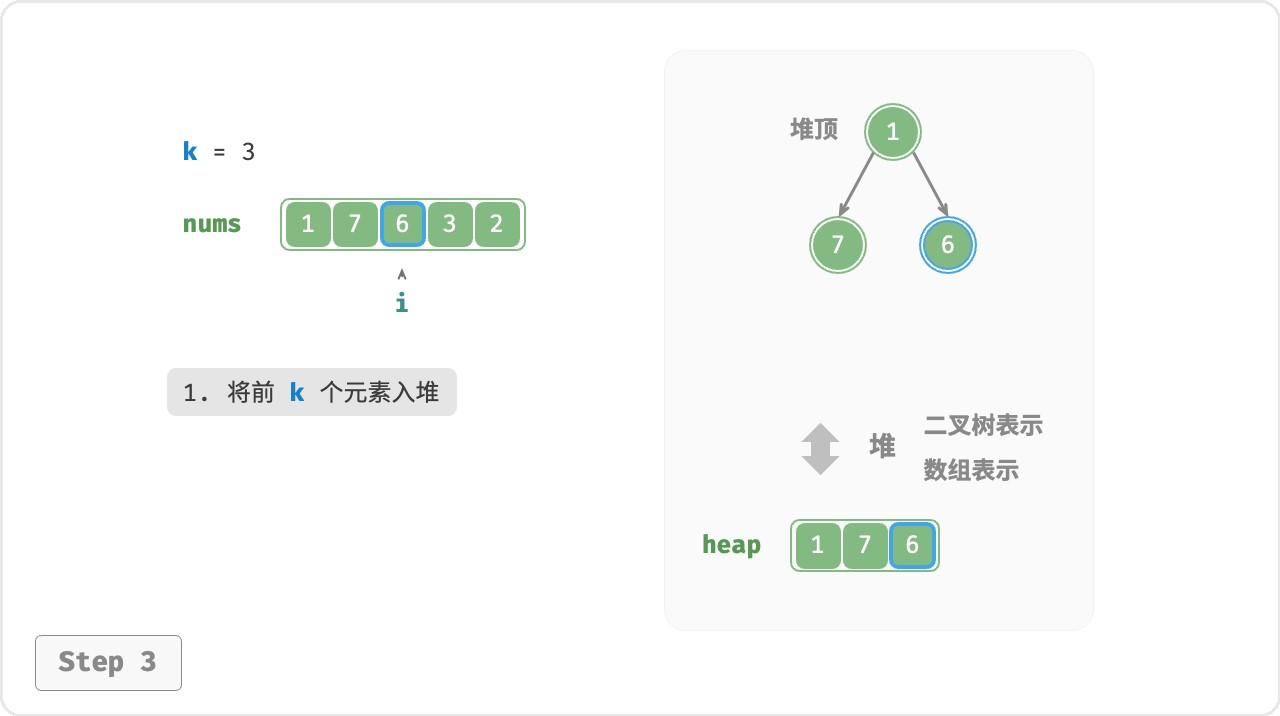 k = 3
nums 1 7 6 3 2
i
1. 将前 k 个元素入堆
Step 3
堆顶 1
7 6
堆
二叉树表示
数组表示
heap 1 7 6